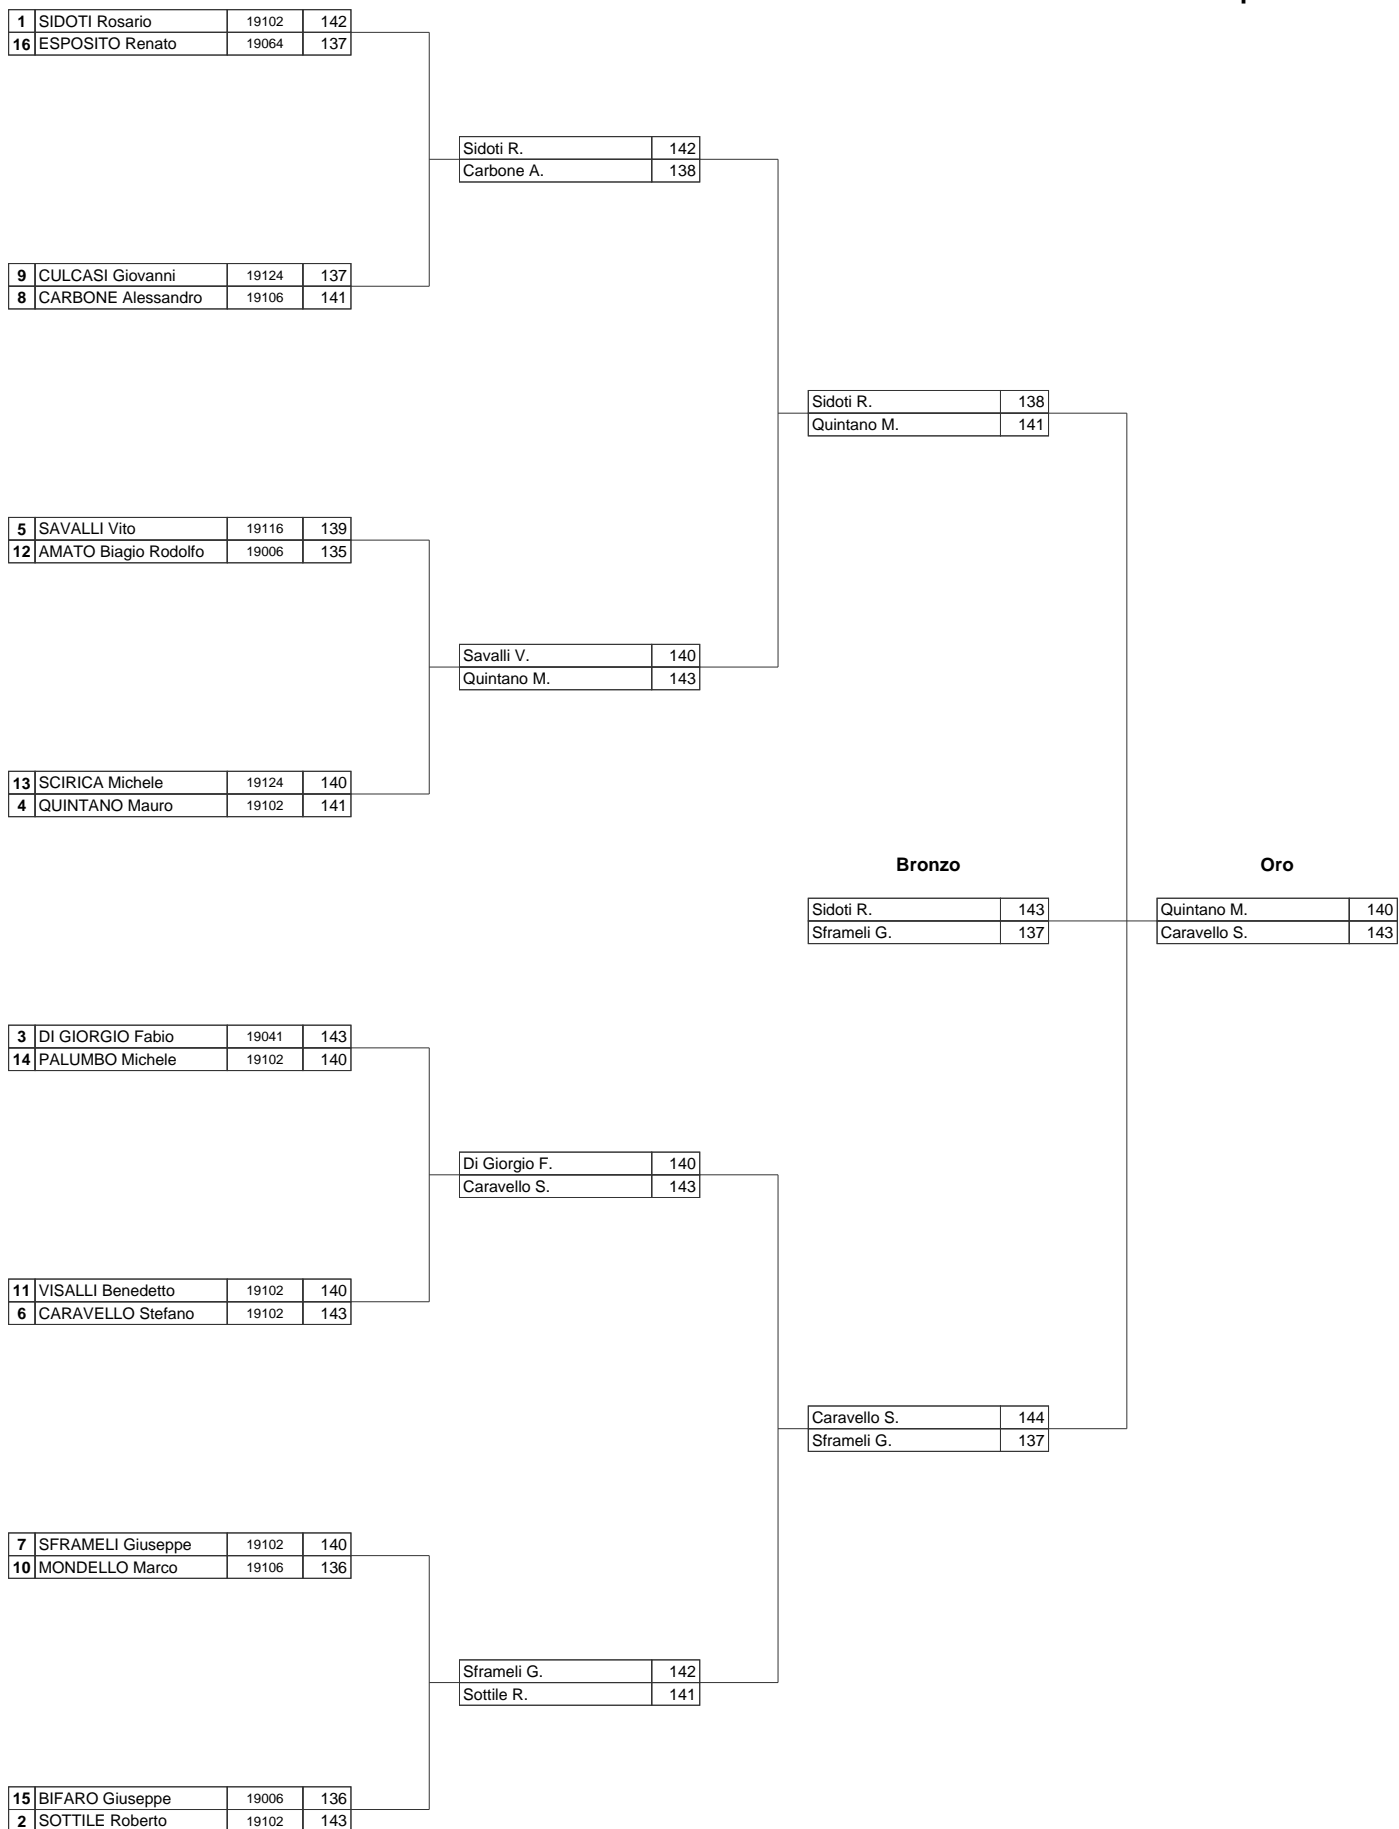 1 SIDOTI Rosario 19102 142
16 ESPOSITO Renato 19064 137
Sidoti R. 142
Carbone A. 138
9 CULCASI Giovanni 19124 137
8 CARBONE Alessandro 19106 141
Sidoti R. 138
Quintano M. 141
5 SAVALLI Vito 19116 139
12 AMATO Biagio Rodolfo 19006 135
Savalli V. 140
Quintano M. 143
13 SCIRICA Michele 19124 140
4 QUINTANO Mauro 19102 141
Bronzo Oro
Sidoti R. 143 Quintano M. 140
Sframeli G. 137 Caravello S. 143
3 DI GIORGIO Fabio 19041 143
14 PALUMBO Michele 19102 140
Di Giorgio F. 140
Caravello S. 143
11 VISALLI Benedetto 19102 140
6 CARAVELLO Stefano 19102 143
Caravello S. 144
Sframeli G. 137
7 SFRAMELI Giuseppe 19102 140
10 MONDELLO Marco 19106 136
Sframeli G. 142
Sottile R. 141
15 BIFARO Giuseppe 19006 136
2 SOTTILE Roberto 19102 143